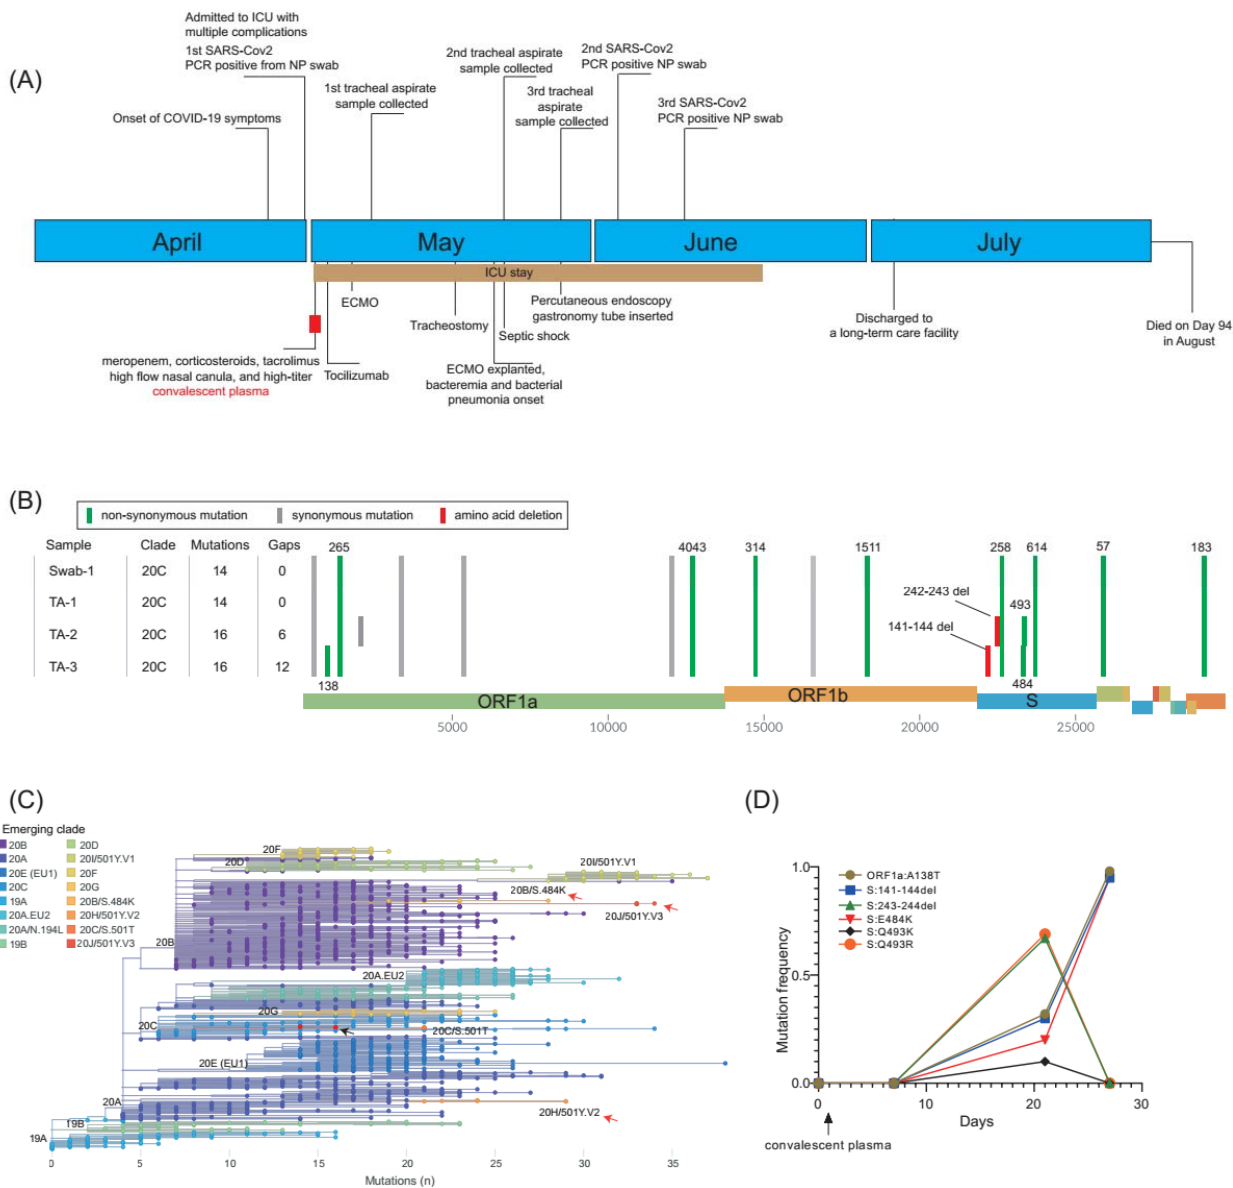 (A)
Admitted to ICU with
multiple complications
1st SARS-Cov2
PCR positive from NP swab
Onset of COVID-19 symptoms
1st tracheal aspirate
sample collected
2nd tracheal aspirate
sample collected
3rd tracheal
aspirate
sample collected
2nd SARS-Cov2
PCR positive NP swab
3rd SARS-Cov2
PCR positive NP swab
April
May
June
July
ICU stay
ECMO
Tracheostomy
Septic shock
Percutaneous endoscopy
gastronomy tube inserted
Discharged to
a long-term care facility
Died on Day 94
in August
meropenem, corticosteroids, tacrolimus
high flow nasal canula, and high-titer
convalescent plasma
Tocilizumab
ECMO explanted,
bacteremia and bacterial
pneumonia onset
(B)
non-synonymous mutation
synonymous mutation
amino acid deletion
Sample Clade Mutations Gaps
Swab-1 20C 14 0
TA-1 20C 14 0
TA-2 20C 16 6
TA-3 20C 16 12
265
4043
314
1511
258
614
57
183
242-243 del
493
141-144 del
138
484
ORF1a
ORF1b
S
5000
10000
15000
20000
25000
(C)
Emerging clade
20B
20A
20E (EU1)
20C
19A
20A.EU2
20A/N.194L
19B
20D
20I/501Y.V1
20F
20G
20B/S.484K
20H/501Y.V2
20C/S.501T
20J/501Y.V3
20F
20D
20I/501Y.V1
20B/S.484K
20J/501Y.V3
20B
20A.EU2
20G
20C
20C/S.501T
20E (EU1)
20A
20H/501Y.V2
19B
19A
0 5 10 15 20 25 30 35
Mutations (n)
(D)
Mutation frequency
1.0
0.5
0.0
ORF1a:A138T
S:141-144del
S:243-244del
S:E484K
S:Q493K
S:Q493R
0 10 20 30
Days
convalescent plasma